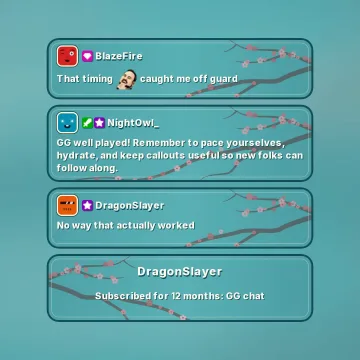 BlazeFire
That timing caught me off guard
NightOwl_
GG well played! Remember to pace yourselves,
hydrate, and keep callouts useful so new folks can
follow along.
DragonSlayer
No way that actually worked
DragonSlayer
Subscribed for 12 months: GG chat